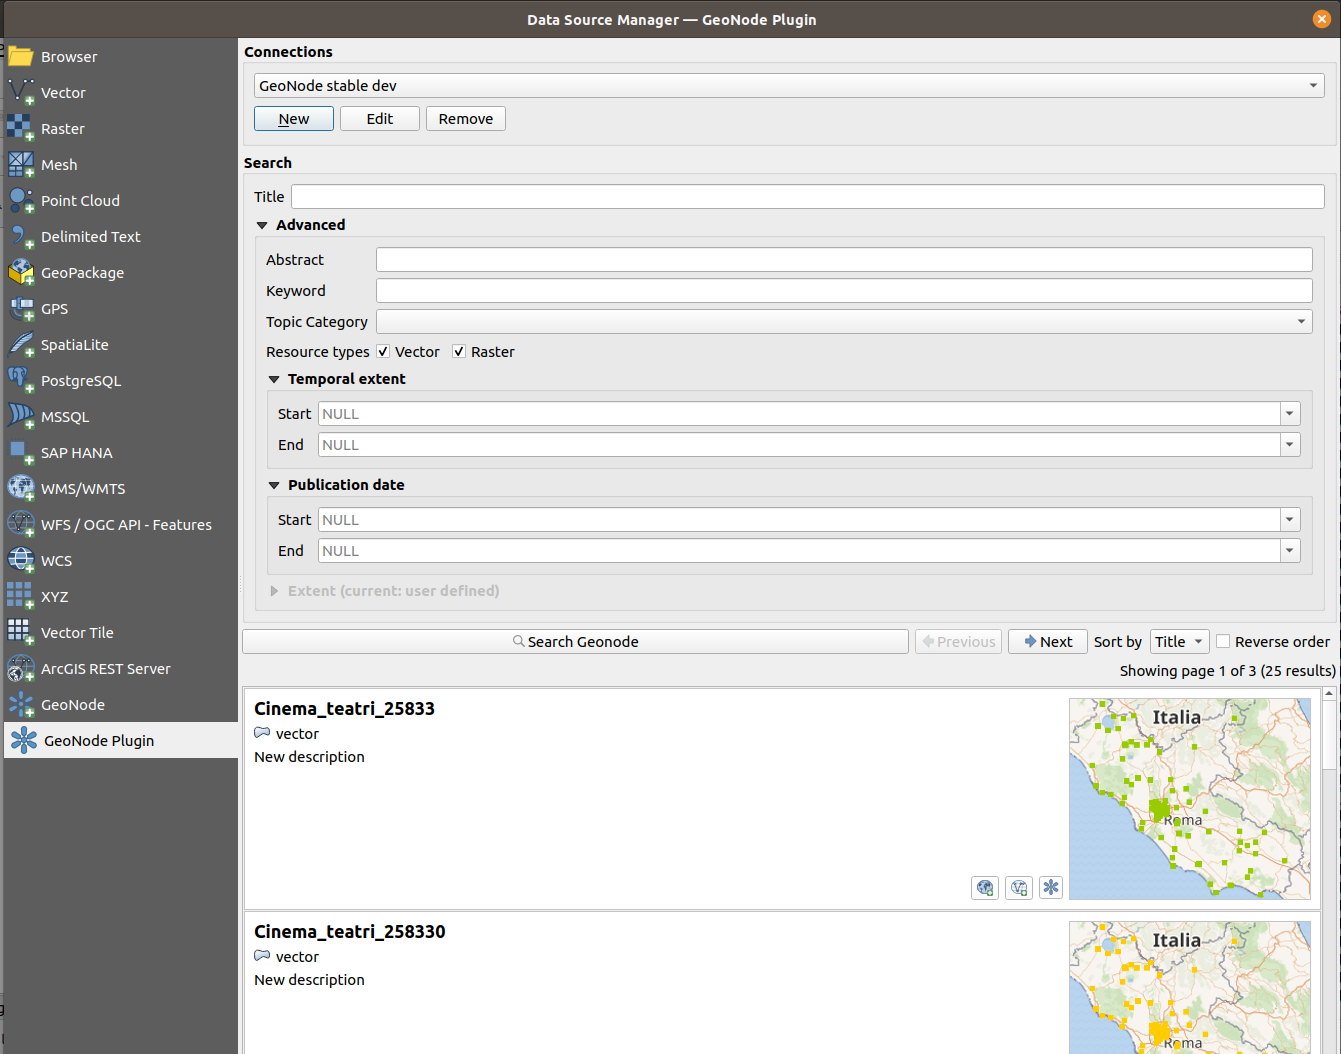 Data Source Manager — GeoNode Plugin
Browser
Vector
Raster
Mesh
Point Cloud
Delimited Text
GeoPackage
GPS
SpatiaLite
PostgreSQL
MSSQL
SAP HANA
WMS/WMTS
WFS / OGC API - Features
WCS
XYZ
Vector Tile
ArcGIS REST Server
GeoNode
GeoNode Plugin
Connections
GeoNode stable dev
New Edit Remove
Search
Title
Advanced
Abstract
Keyword
Topic Category
Resource types Vector Raster
Temporal extent
Start NULL
End NULL
Publication date
Start NULL
End NULL
Extent (current: user defined)
Search Geonode Previous Next Sort by Title Reverse order
Showing page 1 of 3 (25 results)
Cinema_teatri_25833
vector
New description
Italia
Roma
Cinema_teatri_258330
vector
New description
Italia
Roma